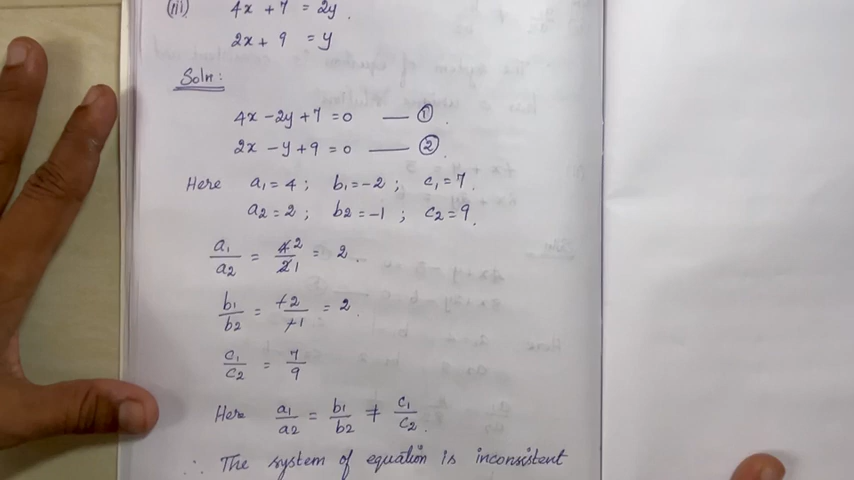 (iii) 4x + 7 = 2y.
2x + 9 = y
Soln:
4x - 2y + 7 = 0 — ①.
2x - y + 9 = 0 — ②.
Here a₁ = 4 ; b₁ = -2 ; c₁ = 7.
a₂ = 2 ; b₂ = -1 ; c₂ = 9.
a₁/a₂ = 4 2/2 1 = 2.
b₁/b₂ = -2/-1 = 2.
c₁/c₂ = 7/9
Here a₁/a₂ = b₁/b₂ ≠ c₁/c₂.
∴ The system of equation is inconsistent